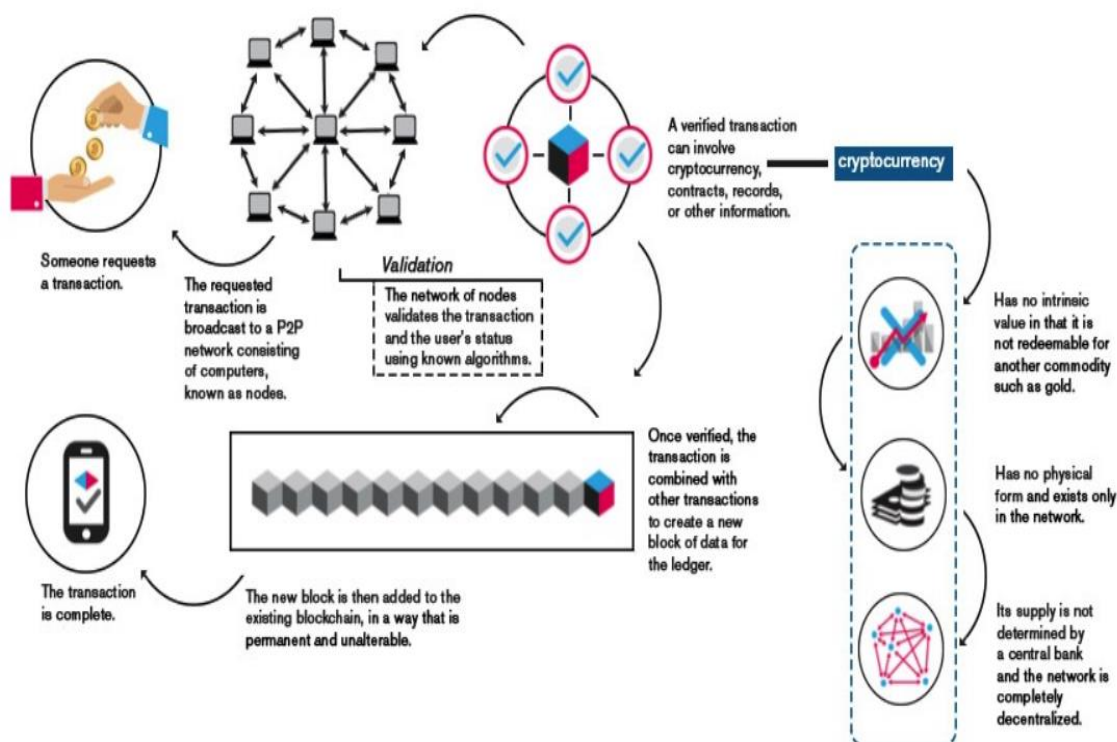 Someone requests
a transaction.
The requested
transaction is
broadcast to a P2P
network consisting
of computers,
known as nodes.
Validation
The network of nodes
validates the transaction
and the user's status
using known algorithms.
A verified transaction
can involve
cryptocurrency,
contracts, records,
or other information.
cryptocurrency
Has no intrinsic
value in that it is
not redeemable for
another commodity
such as gold.
Has no physical
form and exists only
in the network.
Its supply is not
determined by
a central bank
and the network is
completely
decentralized.
Once verified, the
transaction is
combined with
other transactions
to create a new
block of data for
the ledger.
The new block is then added to the
existing blockchain, in a way that is
permanent and unalterable.
The transaction
is complete.